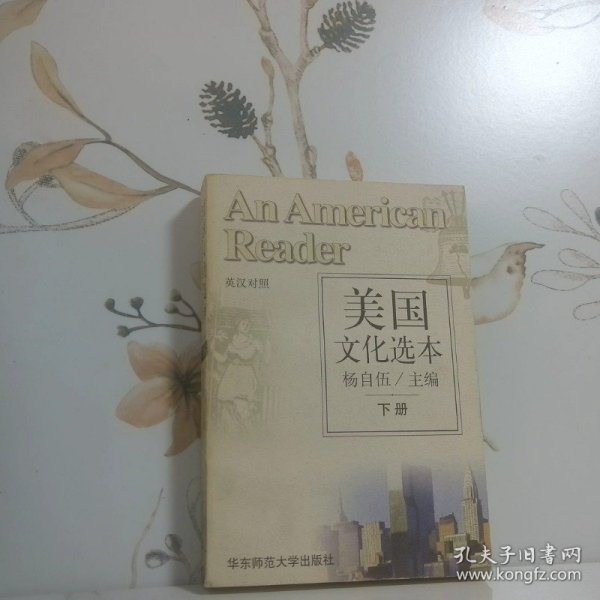 An American
Reader
英汉对照
美国
文化选本
杨自伍/主编
下册
华东师范大学出版社
孔夫子旧书网
www.kongfz.com